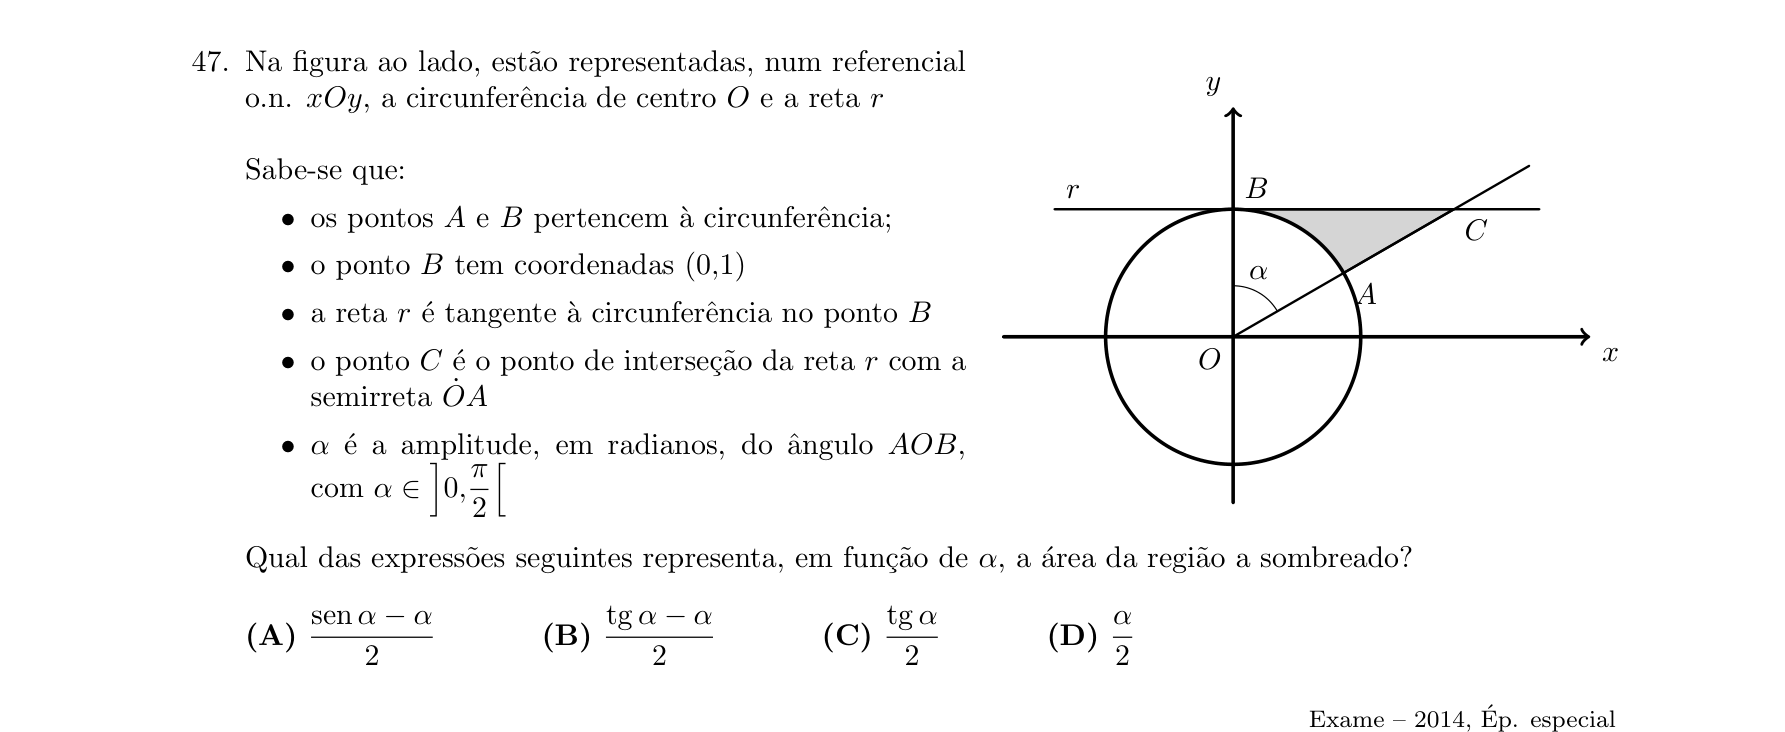 47. Na figura ao lado, estão representadas, num referencial
o.n. xOy, a circunferência de centro O e a reta r
Sabe-se que:
• os pontos A e B pertencem à circunferência;
• o ponto B tem coordenadas (0,1)
• a reta r é tangente à circunferência no ponto B
• o ponto C é o ponto de interseção da reta r com a
semirreta ȮA
• α é a amplitude, em radianos, do ângulo AOB,
com α ∈ ]0, π/2[
y
r
B
C
α
A
O
x
Qual das expressões seguintes representa, em função de α, a área da região a sombreado?
(A) (sen α − α)/2 (B) (tg α − α)/2 (C) (tg α)/2 (D) α/2
Exame – 2014, Ép. especial